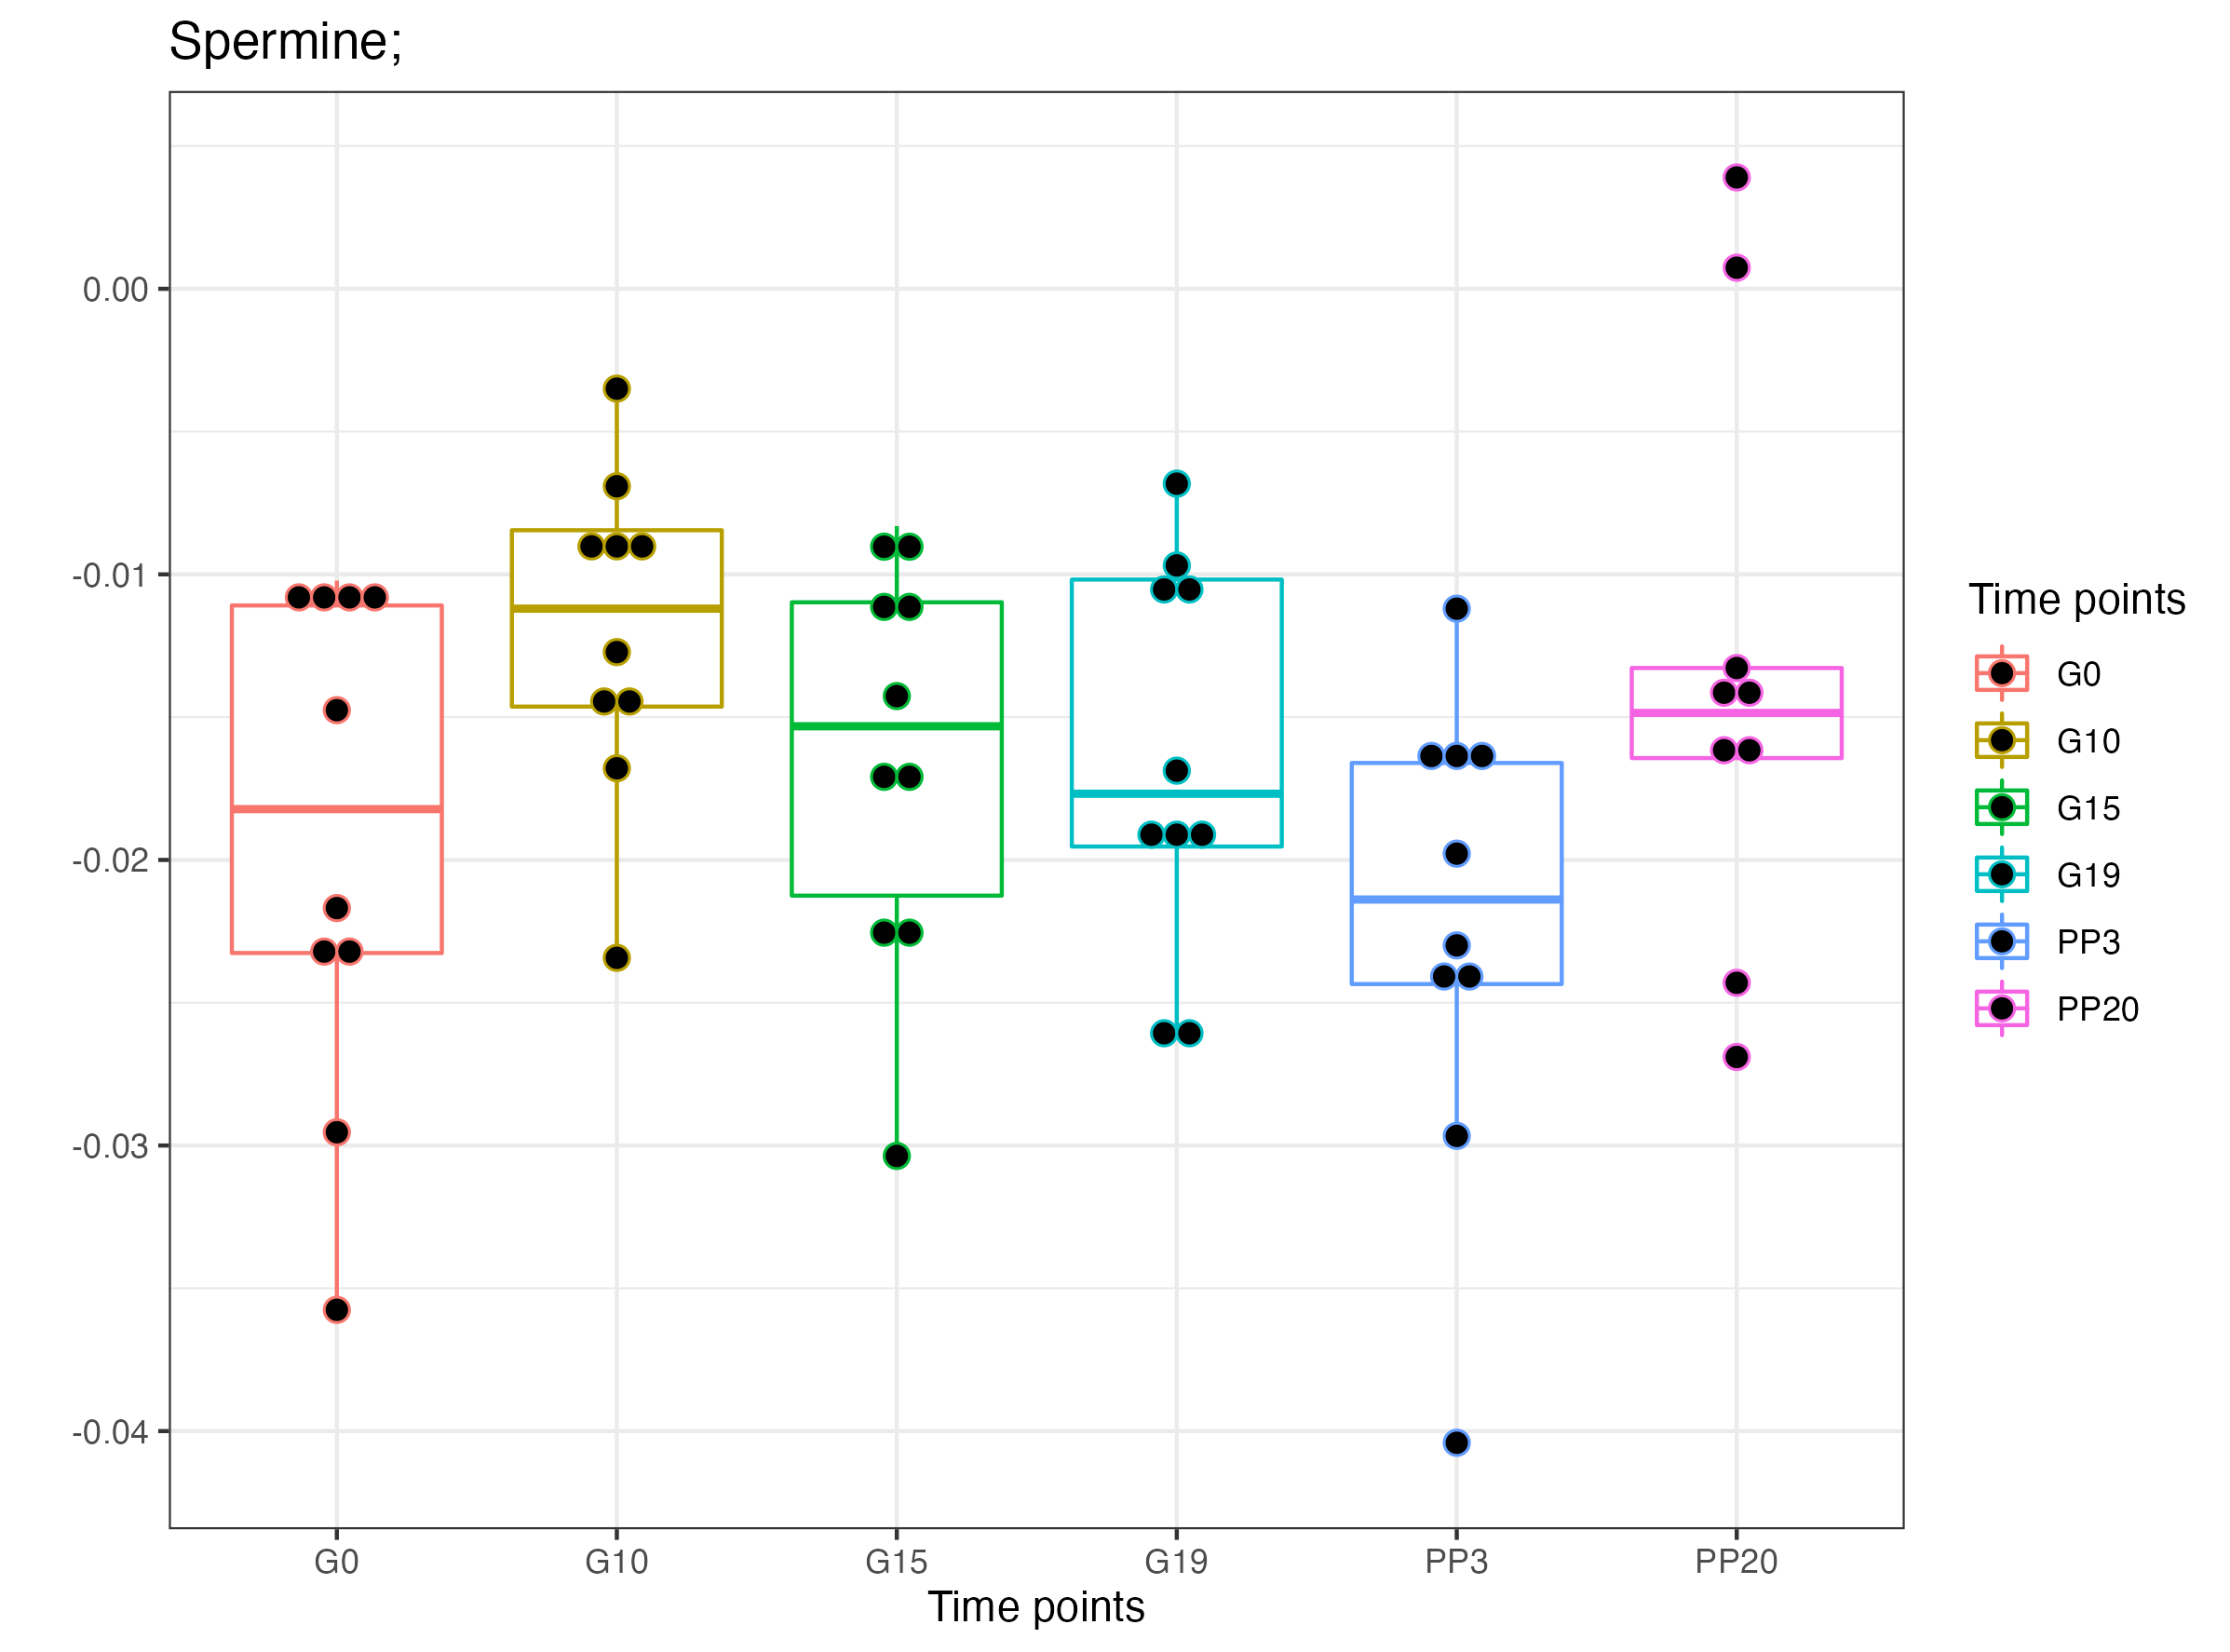 Spermine;
0.00
-0.01
-0.02
-0.03
-0.04
G0 G10 G15 G19 PP3 PP20
Time points
Time points
G0
G10
G15
G19
PP3
PP20